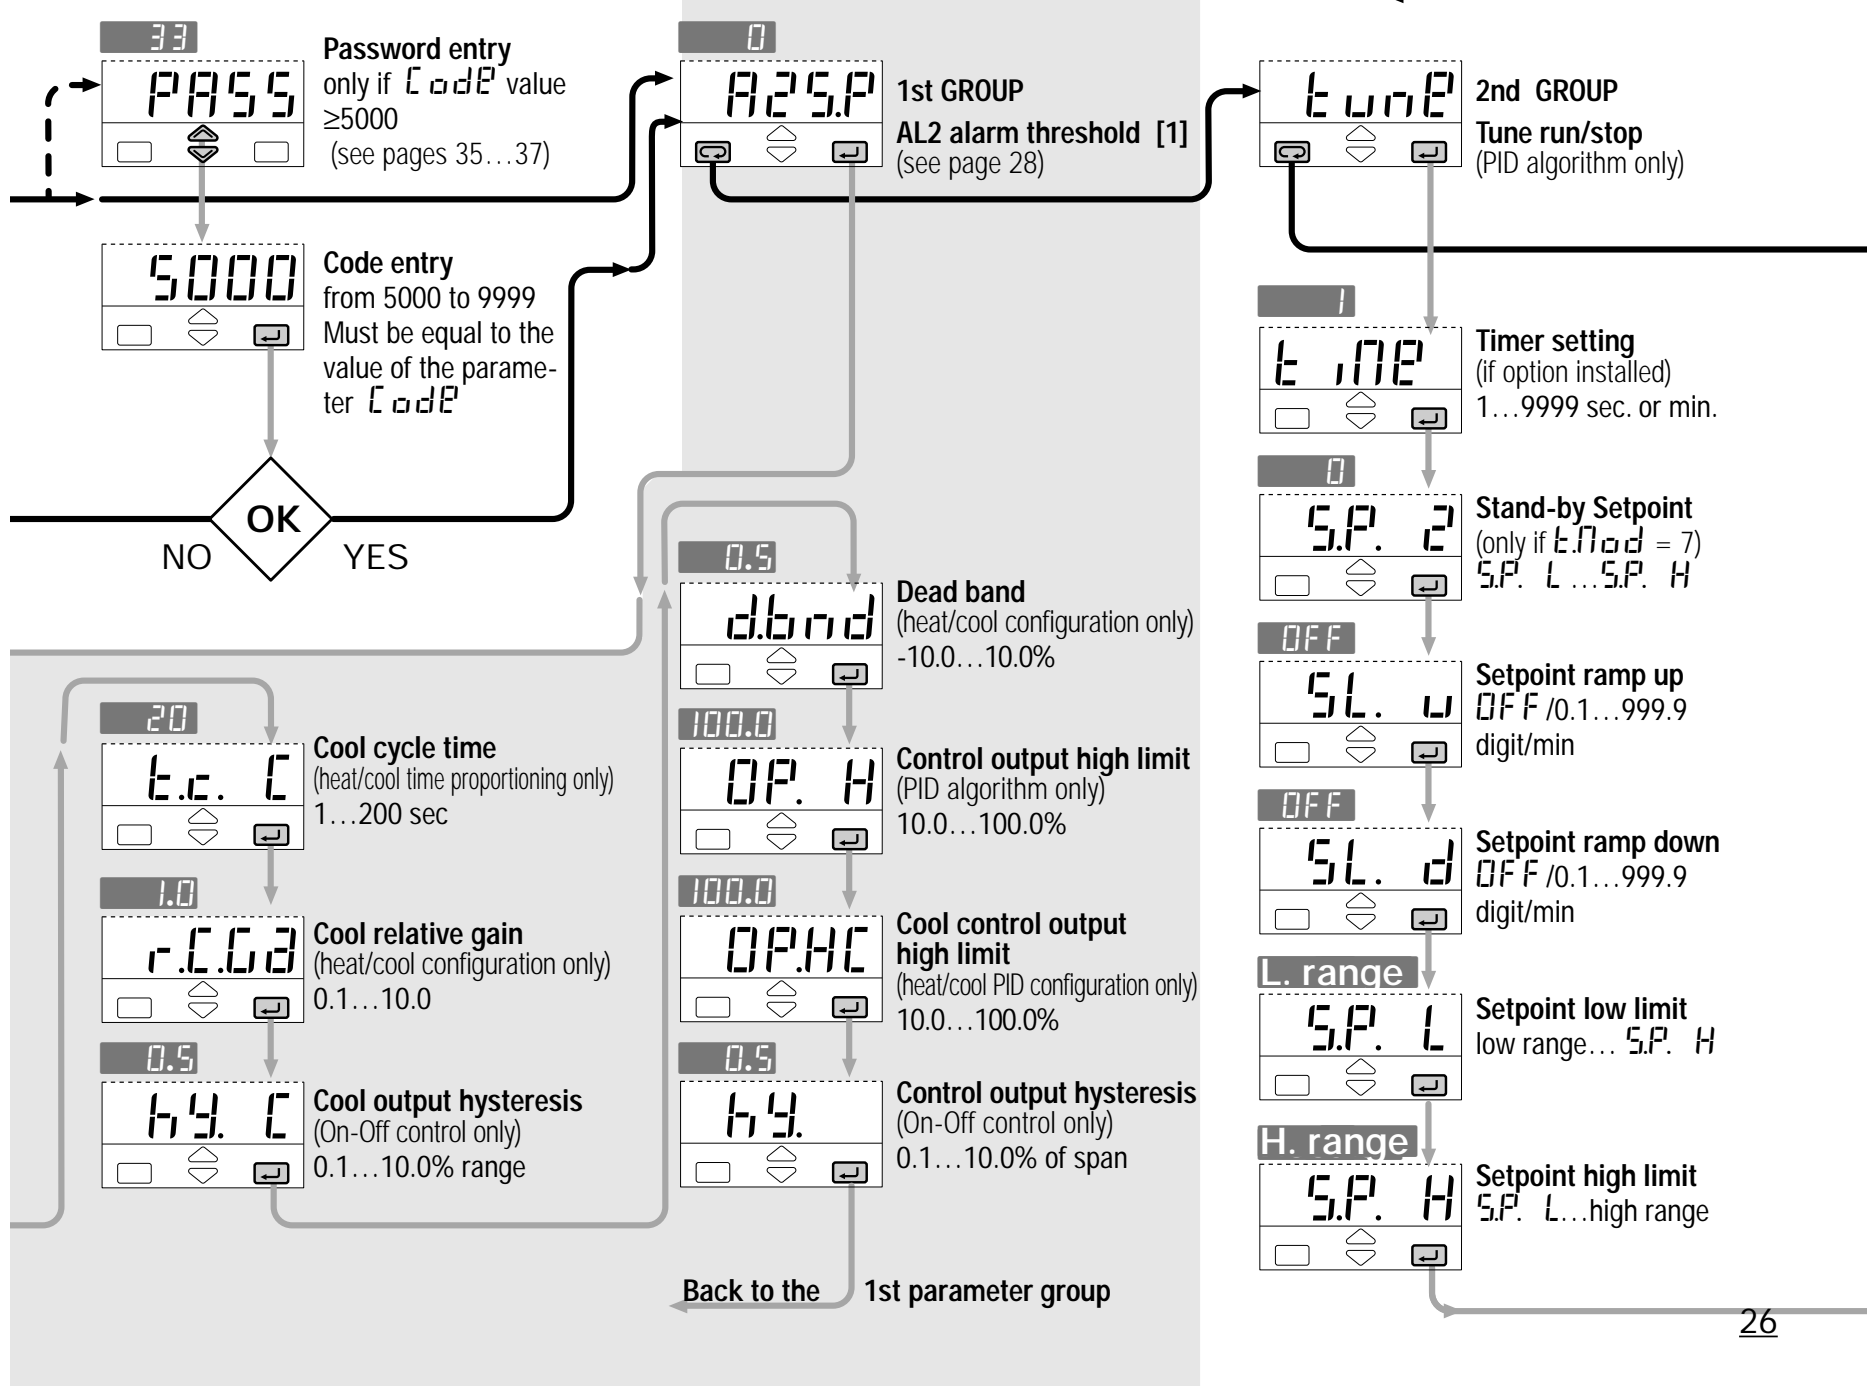 33
PASS
Password entry
only if CodE value
≥5000
(see pages 35…37)
5000
Code entry
from 5000 to 9999
Must be equal to the
value of the parame-
ter CodE
OK
NO
YES
20
t.c. C
Cool cycle time
(heat/cool time proportioning only)
1…200 sec
1.0
r.C.Ga
Cool relative gain
(heat/cool configuration only)
0.1…10.0
0.5
hy. C
Cool output hysteresis
(On-Off control only)
0.1…10.0% range
0
A2S.P
1st GROUP
AL2 alarm threshold [1]
(see page 28)
0.5
d.bnd
Dead band
(heat/cool configuration only)
-10.0…10.0%
100.0
OP. H
Control output high limit
(PID algorithm only)
10.0…100.0%
100.0
OP.HC
Cool control output
high limit
(heat/cool PID configuration only)
10.0…100.0%
0.5
hy.
Control output hysteresis
(On-Off control only)
0.1…10.0% of span
Back to the 1st parameter group
tunE
2nd GROUP
Tune run/stop
(PID algorithm only)
1
tiME
Timer setting
(if option installed)
1…9999 sec. or min.
0
S.P. 2
Stand-by Setpoint
(only if t.Mod = 7)
S.P. L …S.P. H
OFF
SL. u
Setpoint ramp up
OFF/0.1…999.9
digit/min
OFF
SL. d
Setpoint ramp down
OFF/0.1…999.9
digit/min
L. range
S.P. L
Setpoint low limit
low range… S.P. H
H. range
S.P. H
Setpoint high limit
S.P. L…high range
26